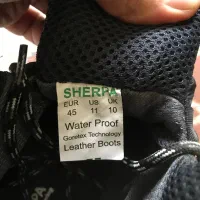 SHERPA
EUR US UK
45 11 10
Water Proof
Goretex Technology
Leather Boots